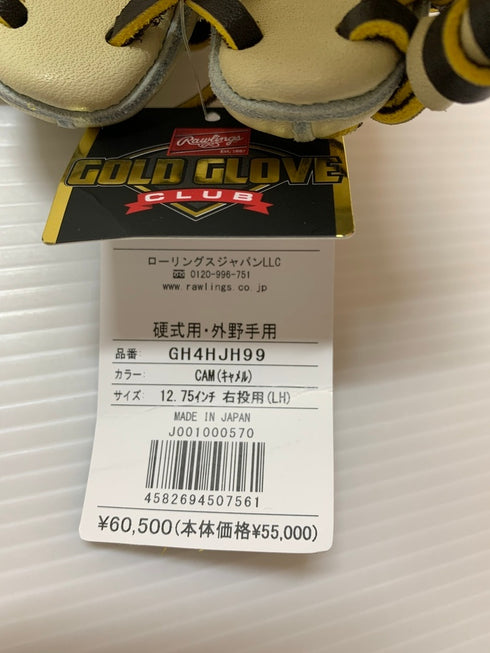 Rawlings
EST. 1887
GOLD GLOVE
CLUB
ローリングスジャパンLLC
0120-996-751
www.rawlings.co.jp
硬式用・外野手用
品番: GH4HJH99
カラー: CAM(キャメル)
サイズ: 12.75インチ 右投用(LH)
MADE IN JAPAN
J001000570
4582694507561
¥60,500(本体価格¥55,000)